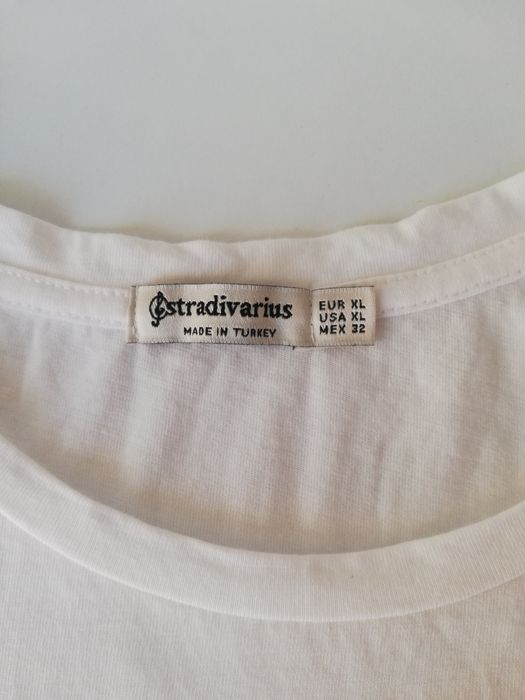 stradivarius
MADE IN TURKEY
EUR XL
USA XL
MEX 32